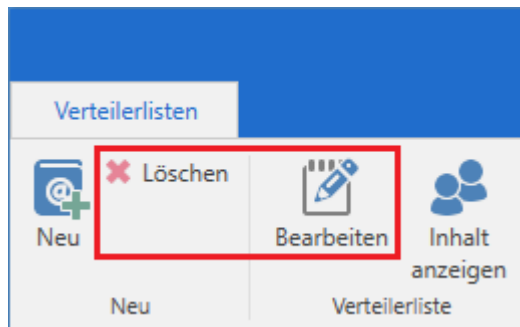 Verteilerlisten
Löschen
Neu
Bearbeiten
Inhalt
anzeigen
Neu
Verteilerliste